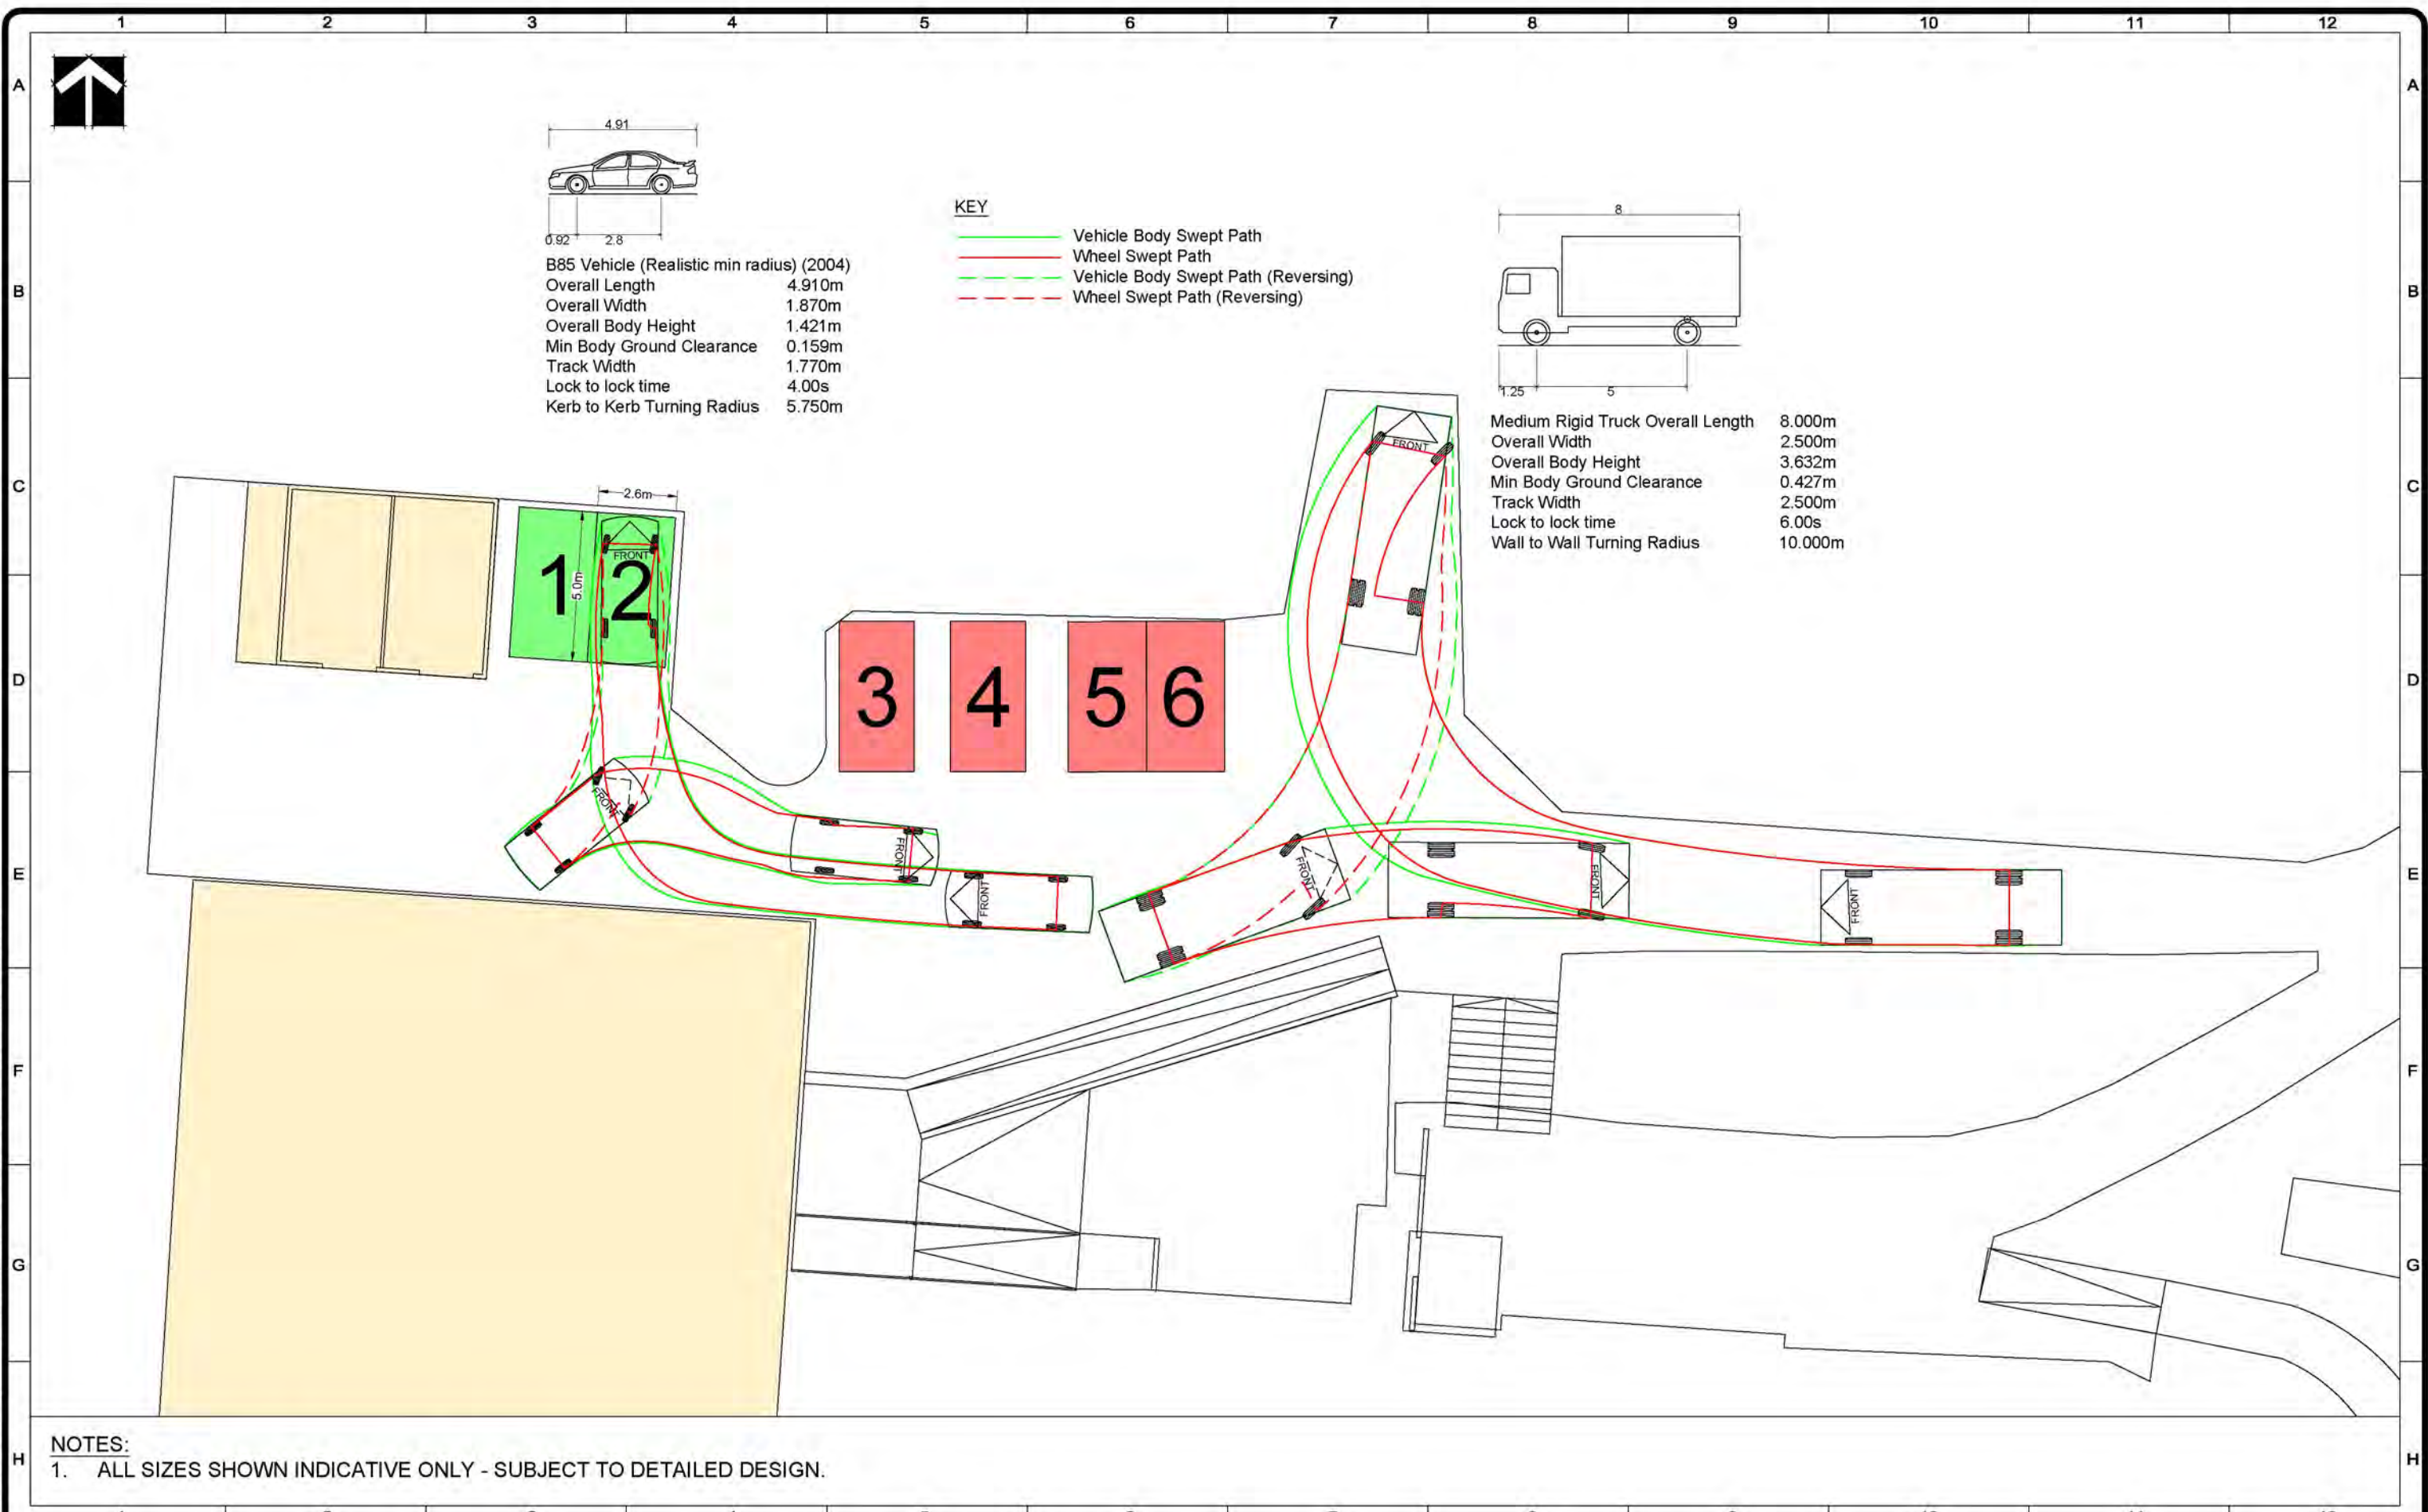 1 2 3 4 5 6 7 8 9 10 11 12
A A
4.91
0.92 2.8
B85 Vehicle (Realistic min radius) (2004)
Overall Length 4.910m
Overall Width 1.870m
Overall Body Height 1.421m
Min Body Ground Clearance 0.159m
Track Width 1.770m
Lock to lock time 4.00s
Kerb to Kerb Turning Radius 5.750m
KEY
Vehicle Body Swept Path
Wheel Swept Path
Vehicle Body Swept Path (Reversing)
Wheel Swept Path (Reversing)
8
1.25 5
Medium Rigid Truck Overall Length 8.000m
Overall Width 2.500m
Overall Body Height 3.632m
Min Body Ground Clearance 0.427m
Track Width 2.500m
Lock to lock time 6.00s
Wall to Wall Turning Radius 10.000m
B B
C C
2.6m
FRONT
FRONT
1 5.0m 2
D D
3 4 5 6
FRONT
FRONT
FRONT
FRONT
FRONT
FRONT
E E
F F
G G
H H
NOTES:
1. ALL SIZES SHOWN INDICATIVE ONLY - SUBJECT TO DETAILED DESIGN.